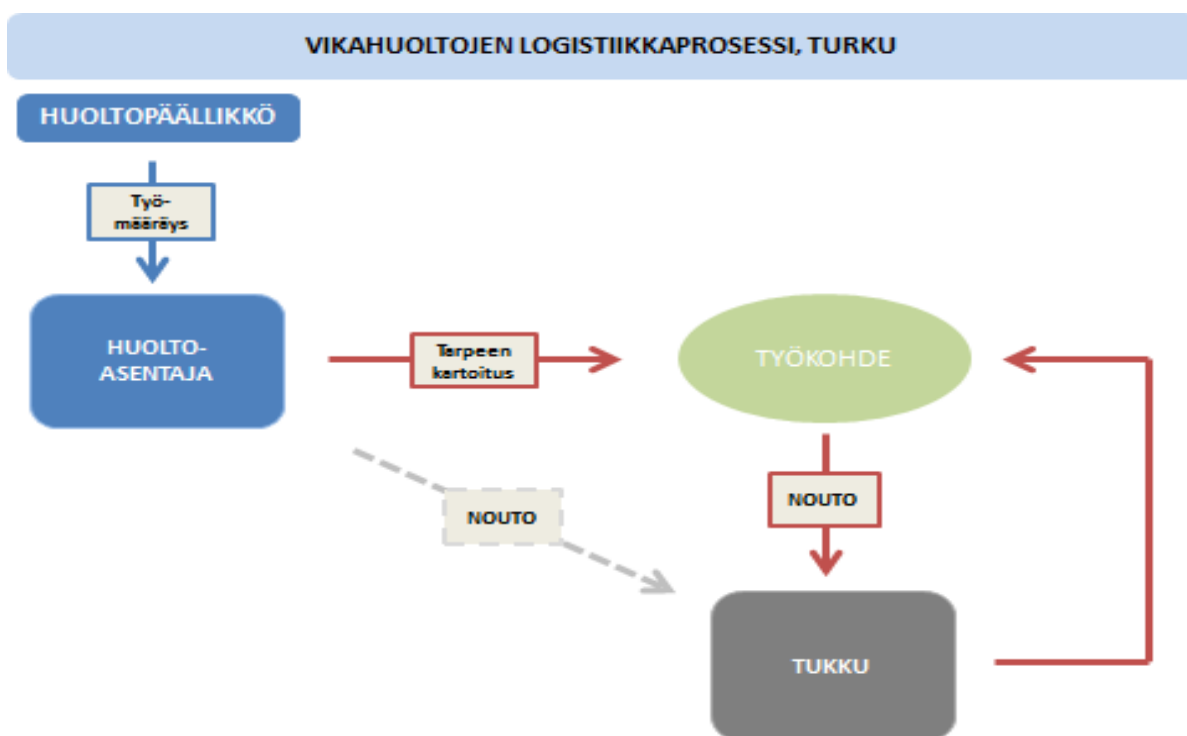 VIKAHUOLTOJEN LOGISTIIKKAPROSESSI, TURKU
HUOLTOPÄÄLLIKKÖ
Työ-
määräys
HUOLTO-
ASENTAJA
Tarpeen
kartoitus
TYÖKOHDE
NOUTO
NOUTO
TUKKU